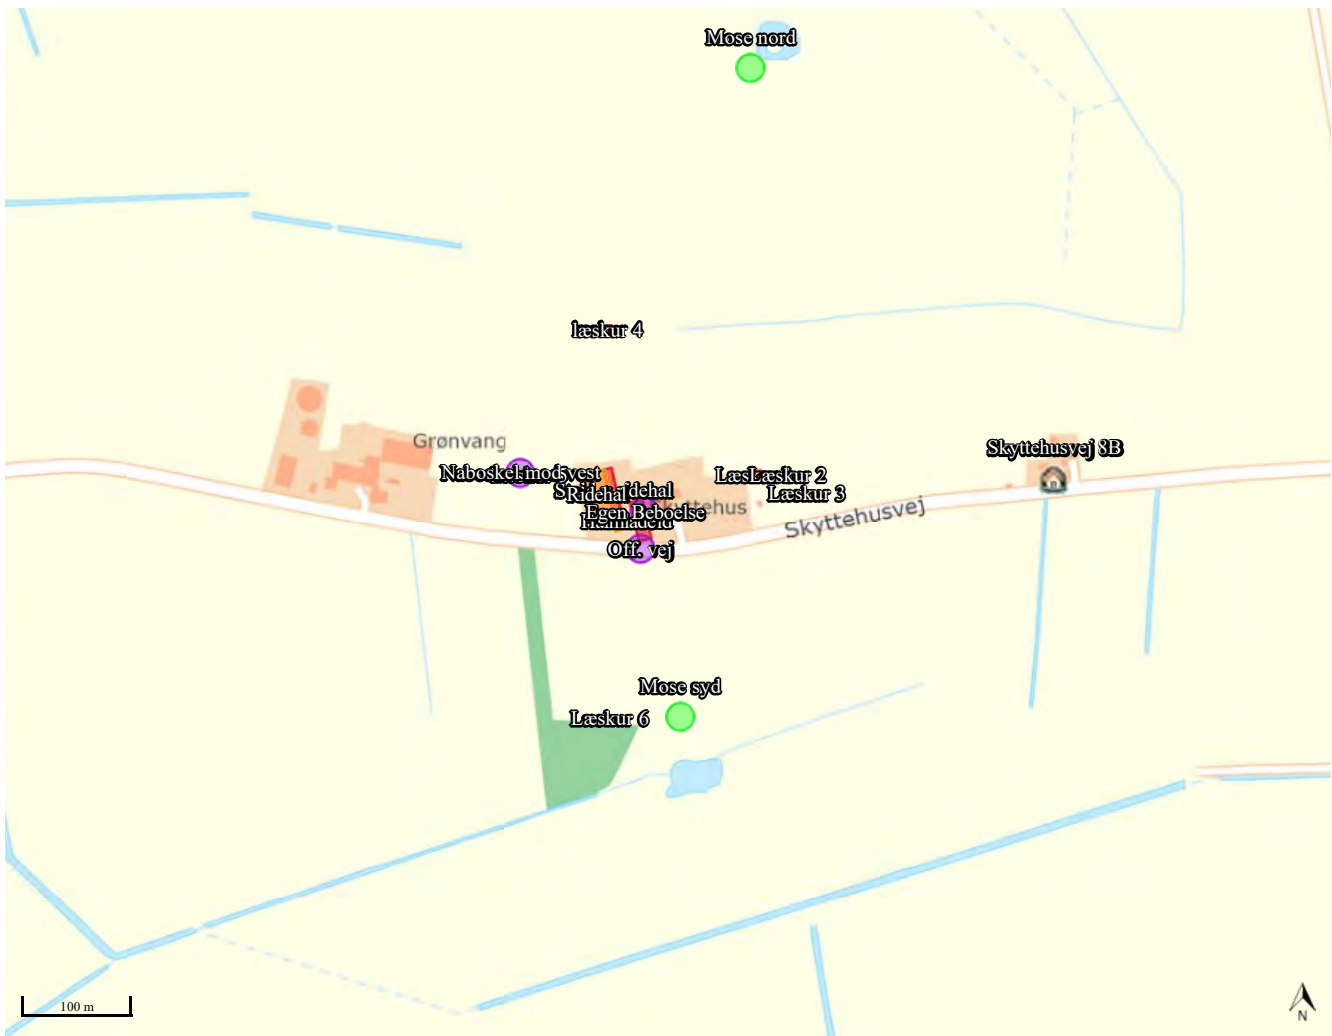 Mose nord
læskur 4
Grønvang
Skyttehusvej 8B
Naboskel mod vest
Læskur 2
Læskur 3
Ridehal
Egen Beboelse
Skyttehusvej
Off. vej
Mose syd
Læskur 6
100 m
N